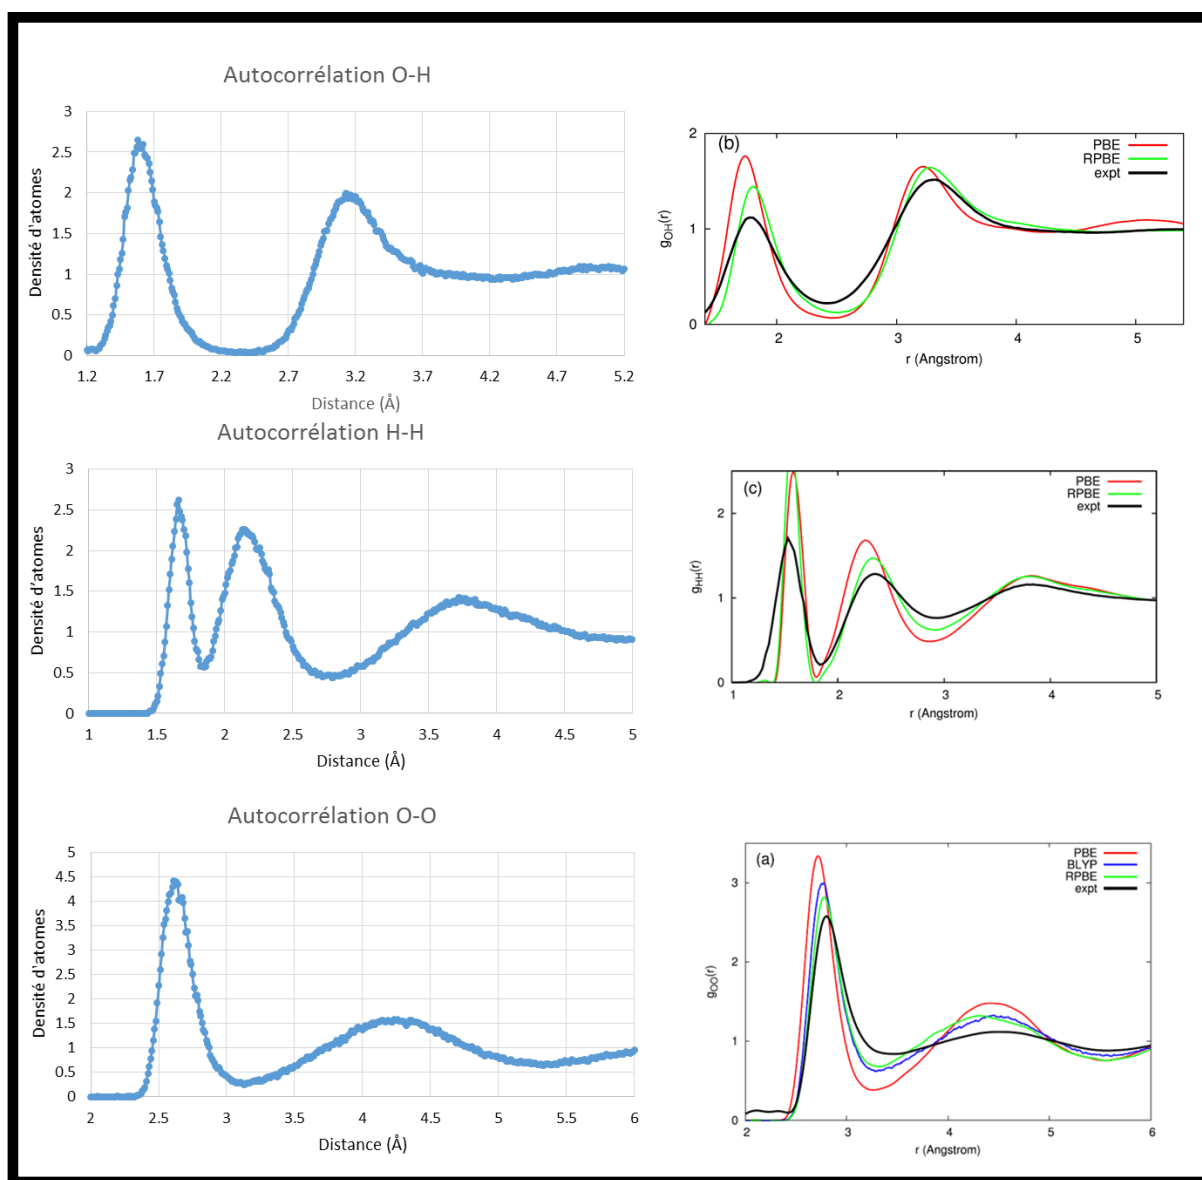 Autocorrélation O-H
Densité d'atomes
3
2.5
2
1.5
1
0.5
0
1.2 1.7 2.2 2.7 3.2 3.7 4.2 4.7 5.2
Distance (Å)
(b)
PBE
RPBE
expt
gOH(r)
2
1
0
2 3 4 5
r (Angstrom)
Autocorrélation H-H
Densité d'atomes
3
2.5
2
1.5
1
0.5
0
1 1.5 2 2.5 3 3.5 4 4.5 5
Distance (Å)
(c)
PBE
RPBE
expt
gHH(r)
2
1
0
1 2 3 4 5
r (Angstrom)
Autocorrélation O-O
Densité d'atomes
5
4.5
4
3.5
3
2.5
2
1.5
1
0.5
0
2 2.5 3 3.5 4 4.5 5 5.5 6
Distance (Å)
(a)
PBE
BLYP
RPBE
expt
gOO(r)
3
2
1
0
2 3 4 5 6
r (Angstrom)